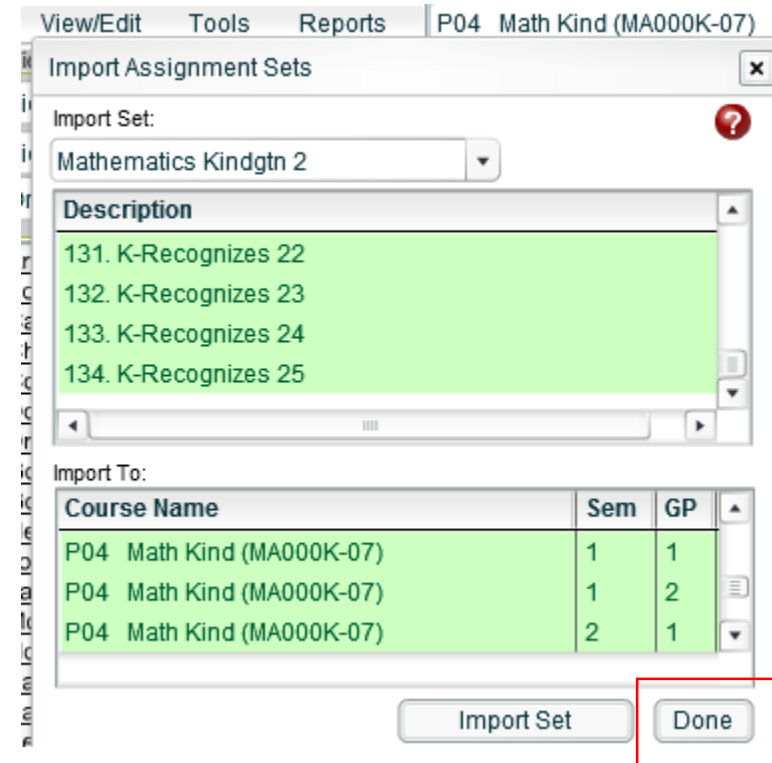 View/Edit Tools Reports P04 Math Kind (MA000K-07)
Import Assignment Sets
Import Set:
Mathematics Kindgtn 2
Description
131. K-Recognizes 22
132. K-Recognizes 23
133. K-Recognizes 24
134. K-Recognizes 25
Import To:
Course Name Sem GP
P04 Math Kind (MA000K-07) 1 1
P04 Math Kind (MA000K-07) 1 2
P04 Math Kind (MA000K-07) 2 1
Import Set Done